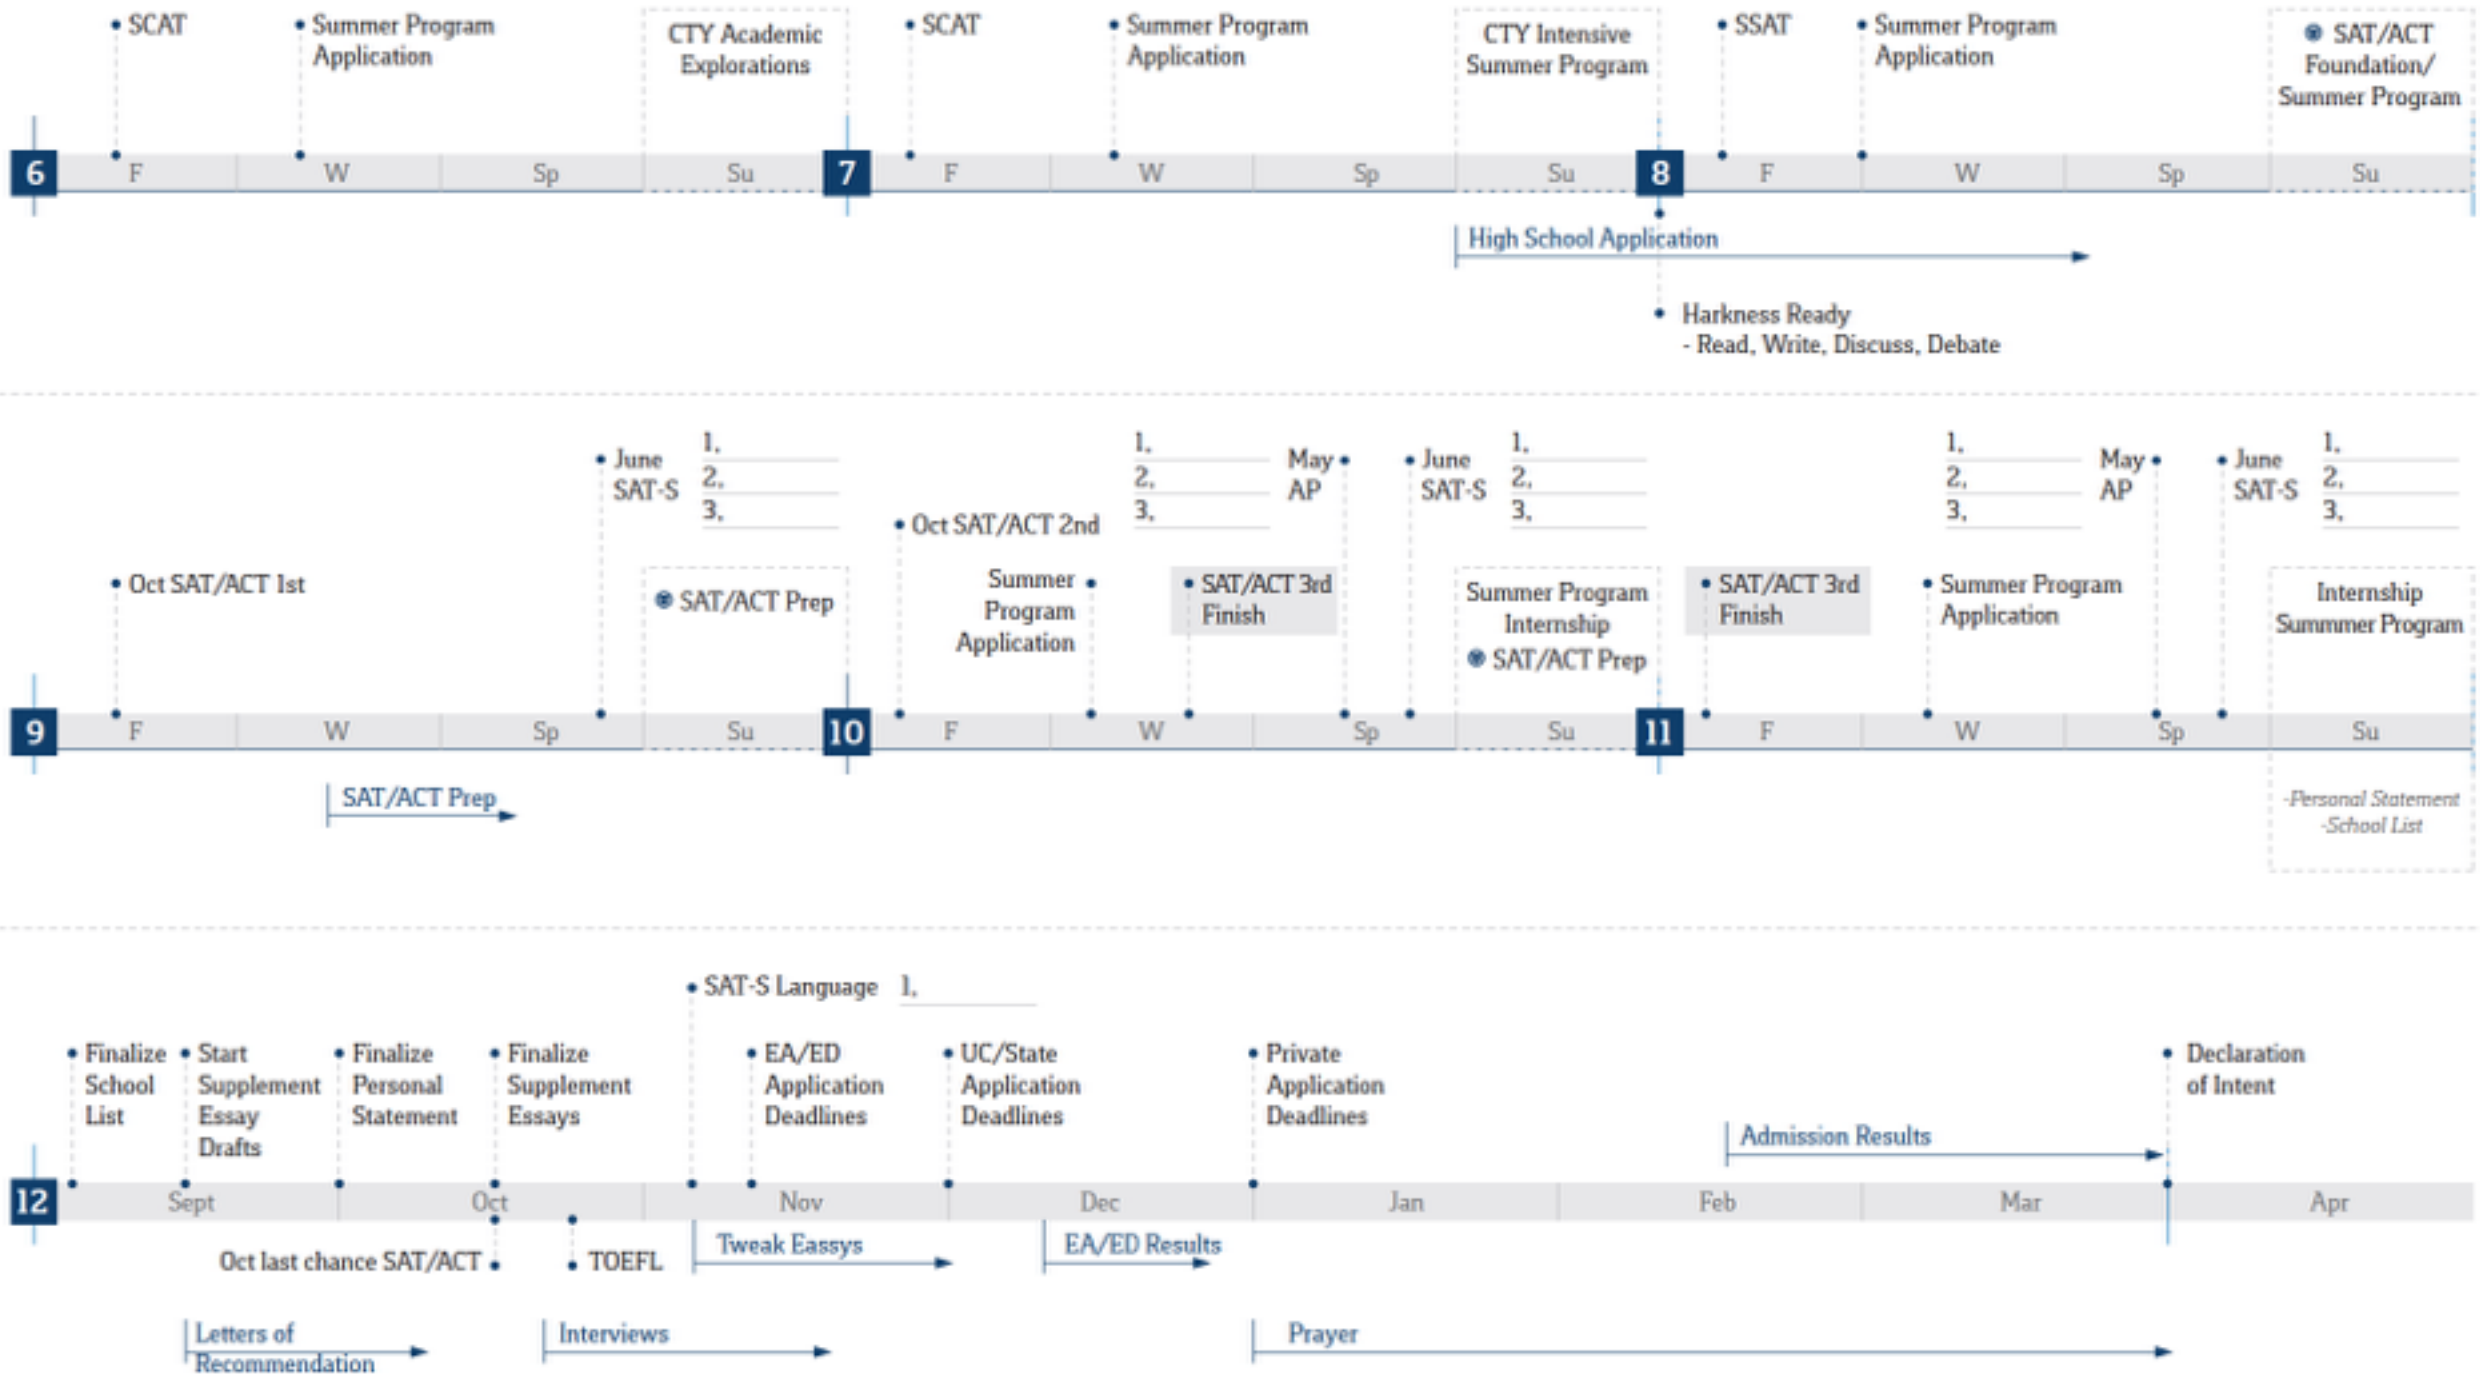 SCAT
Summer Program
Application
CTY Academic
Explorations
SCAT
Summer Program
Application
CTY Intensive
Summer Program
SSAT
Summer Program
Application
SAT/ACT
Foundation/
Summer Program
6 F W Sp Su 7 F W Sp Su 8 F W Sp Su
High School Application
Harkness Ready
- Read, Write, Discuss, Debate
June
SAT-S
1.
2.
3.
1.
2.
3.
May
AP
June
SAT-S
1.
2.
3.
1.
2.
3.
May
AP
June
SAT-S
1.
2.
3.
Oct SAT/ACT 2nd
Oct SAT/ACT 1st
SAT/ACT Prep
Summer
Program
Application
SAT/ACT 3rd
Finish
Summer Program
Internship
SAT/ACT Prep
SAT/ACT 3rd
Finish
Summer Program
Application
Internship
Summmer Program
9 F W Sp Su 10 F W Sp Su 11 F W Sp Su
SAT/ACT Prep
-Personal Statement
-School List
SAT-S Language 1.
Finalize
School
List
Start
Supplement
Essay
Drafts
Finalize
Personal
Statement
Finalize
Supplement
Essays
EA/ED
Application
Deadlines
UC/State
Application
Deadlines
Private
Application
Deadlines
Declaration
of Intent
Admission Results
12 Sept Oct Nov Dec Jan Feb Mar Apr
Oct last chance SAT/ACT
TOEFL
Tweak Eassys
EA/ED Results
Letters of
Recommendation
Interviews
Prayer